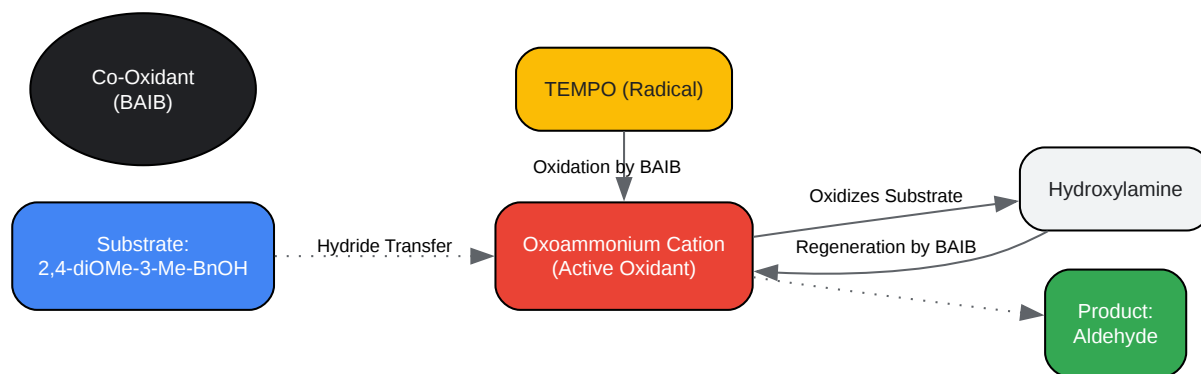 Co-Oxidant
(BAIB)
TEMPO (Radical)
Oxidation by BAIB
Substrate:
2,4-diOMe-3-Me-BnOH
Hydride Transfer
Oxoammonium Cation
(Active Oxidant)
Oxidizes Substrate
Regeneration by BAIB
Hydroxylamine
Product:
Aldehyde